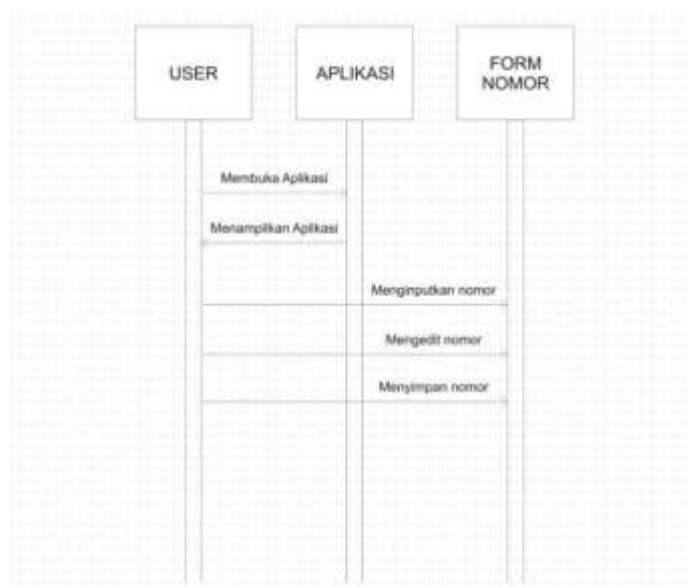 USER
APLIKASI
FORM
NOMOR
Membuka Aplikasi
Menampilkan Aplikasi
Menginputkan nomor
Mengedit nomor
Menyimpan nomor